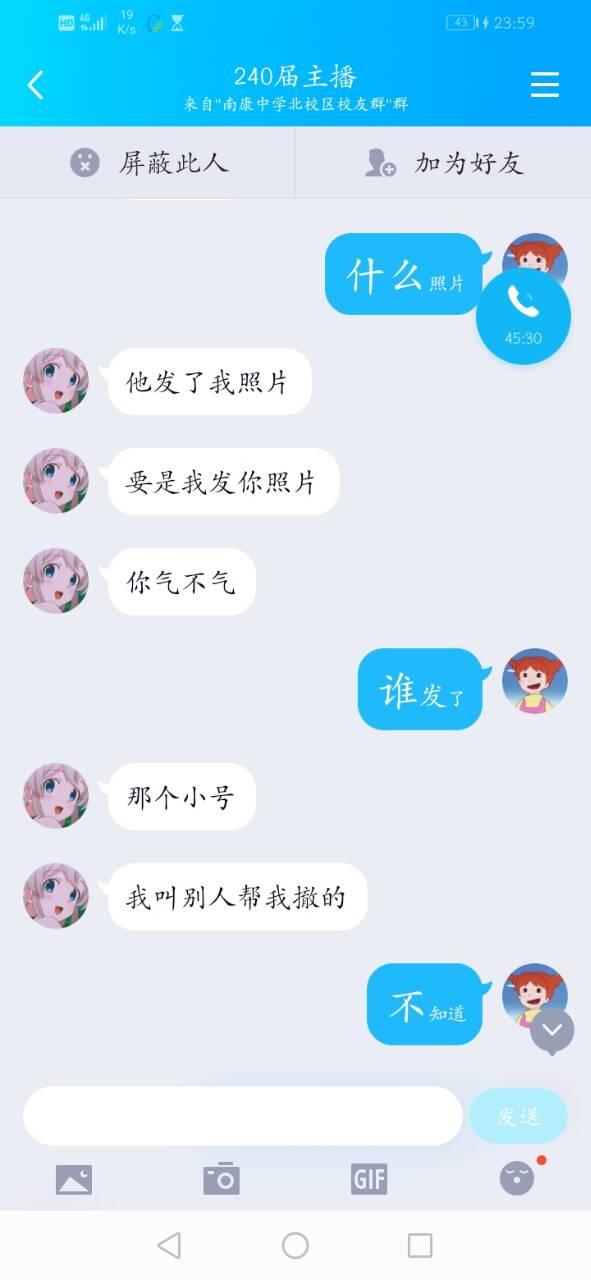 HD 4G 19 K/s 43 23:59
240届主播
来自"南康中学北校区校友群"群
屏蔽此人 加为好友
什么照片
45:30
他发了我照片
要是我发你照片
你气不气
谁发了
那个小号
我叫别人帮我撤的
不知道
发送
GIF